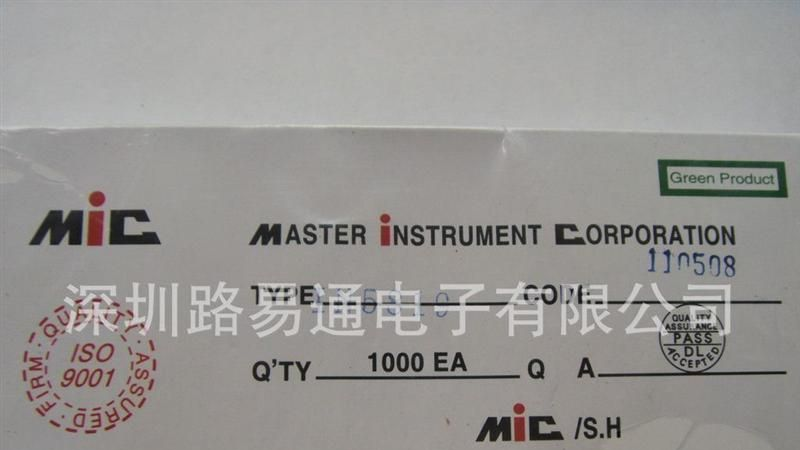 Green Product
MiC
MASTER iNSTRUMENT CORPORATION
110508
TYPE: CODE:
深圳路易通电子有限公司
FIRM QUALITY ASSURED
ISO
9001
QUALITY
ASSURANCE
PASS
DL
ACCEPTED
Q'TY 1000 EA Q A
MiC /S.H